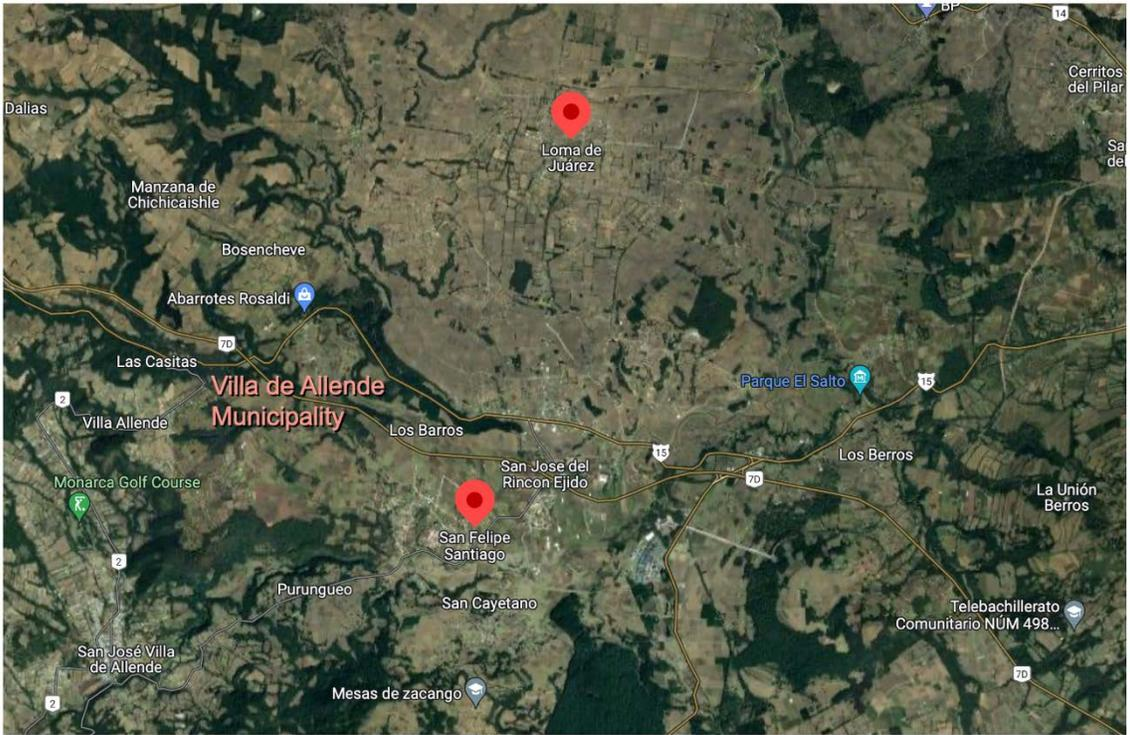 BP
14
Cerritos
del Pilar
Dalias
Loma de
Juárez
Sa
del
Manzana de
Chichicaishle
Bosencheve
Abarrotes Rosaldi
7D
Las Casitas
Villa de Allende
Municipality
Parque El Salto
15
2
Villa Allende
Los Barros
15
Los Berros
San Jose del
Rincon Ejido
7D
Monarca Golf Course
La Unión
Berros
San Felipe
Santiago
2
Purungueo
San Cayetano
Telebachillerato
Comunitario NÚM 498...
San José Villa
de Allende
7D
Mesas de zacango
2